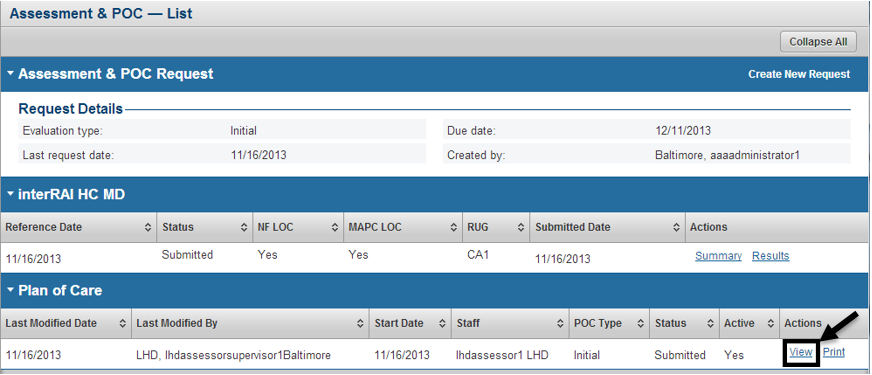 Assessment & POC — List
Collapse All
Assessment & POC Request Create New Request
Request Details
Evaluation type: Initial Due date: 12/11/2013
Last request date: 11/16/2013 Created by: Baltimore, aaaadministrator1
interRAI HC MD
Reference Date Status NF LOC MAPC LOC RUG Submitted Date Actions
11/16/2013 Submitted Yes Yes CA1 11/16/2013 Summary Results
Plan of Care
Last Modified Date Last Modified By Start Date Staff POC Type Status Active Actions
11/16/2013 LHD, lhdassessorsupervisor1Baltimore 11/16/2013 lhdassessor1 LHD Initial Submitted Yes View Print